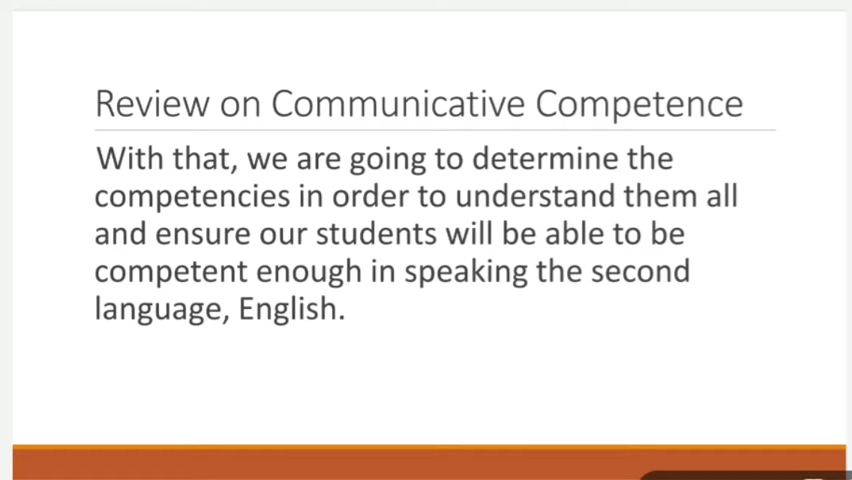 Review on Communicative Competence
With that, we are going to determine the
competencies in order to understand them all
and ensure our students will be able to be
competent enough in speaking the second
language, English.